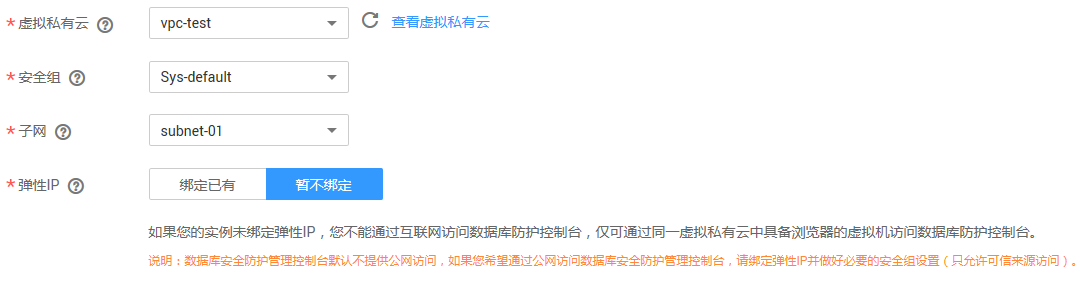 * 虚拟私有云 ? vpc-test 查看虚拟私有云
* 安全组 ? Sys-default
* 子网 ? subnet-01
* 弹性IP ? 绑定已有 暂不绑定
如果您的实例未绑定弹性IP，您不能通过互联网访问数据库防护控制台，仅可通过同一虚拟私有云中具备浏览器的虚拟机访问数据库防护控制台。
说明：数据库安全防护管理控制台默认不提供公网访问，如果您希望通过公网访问数据库安全防护管理控制台，请绑定弹性IP并做好必要的安全组设置（只允许可信来源访问）。